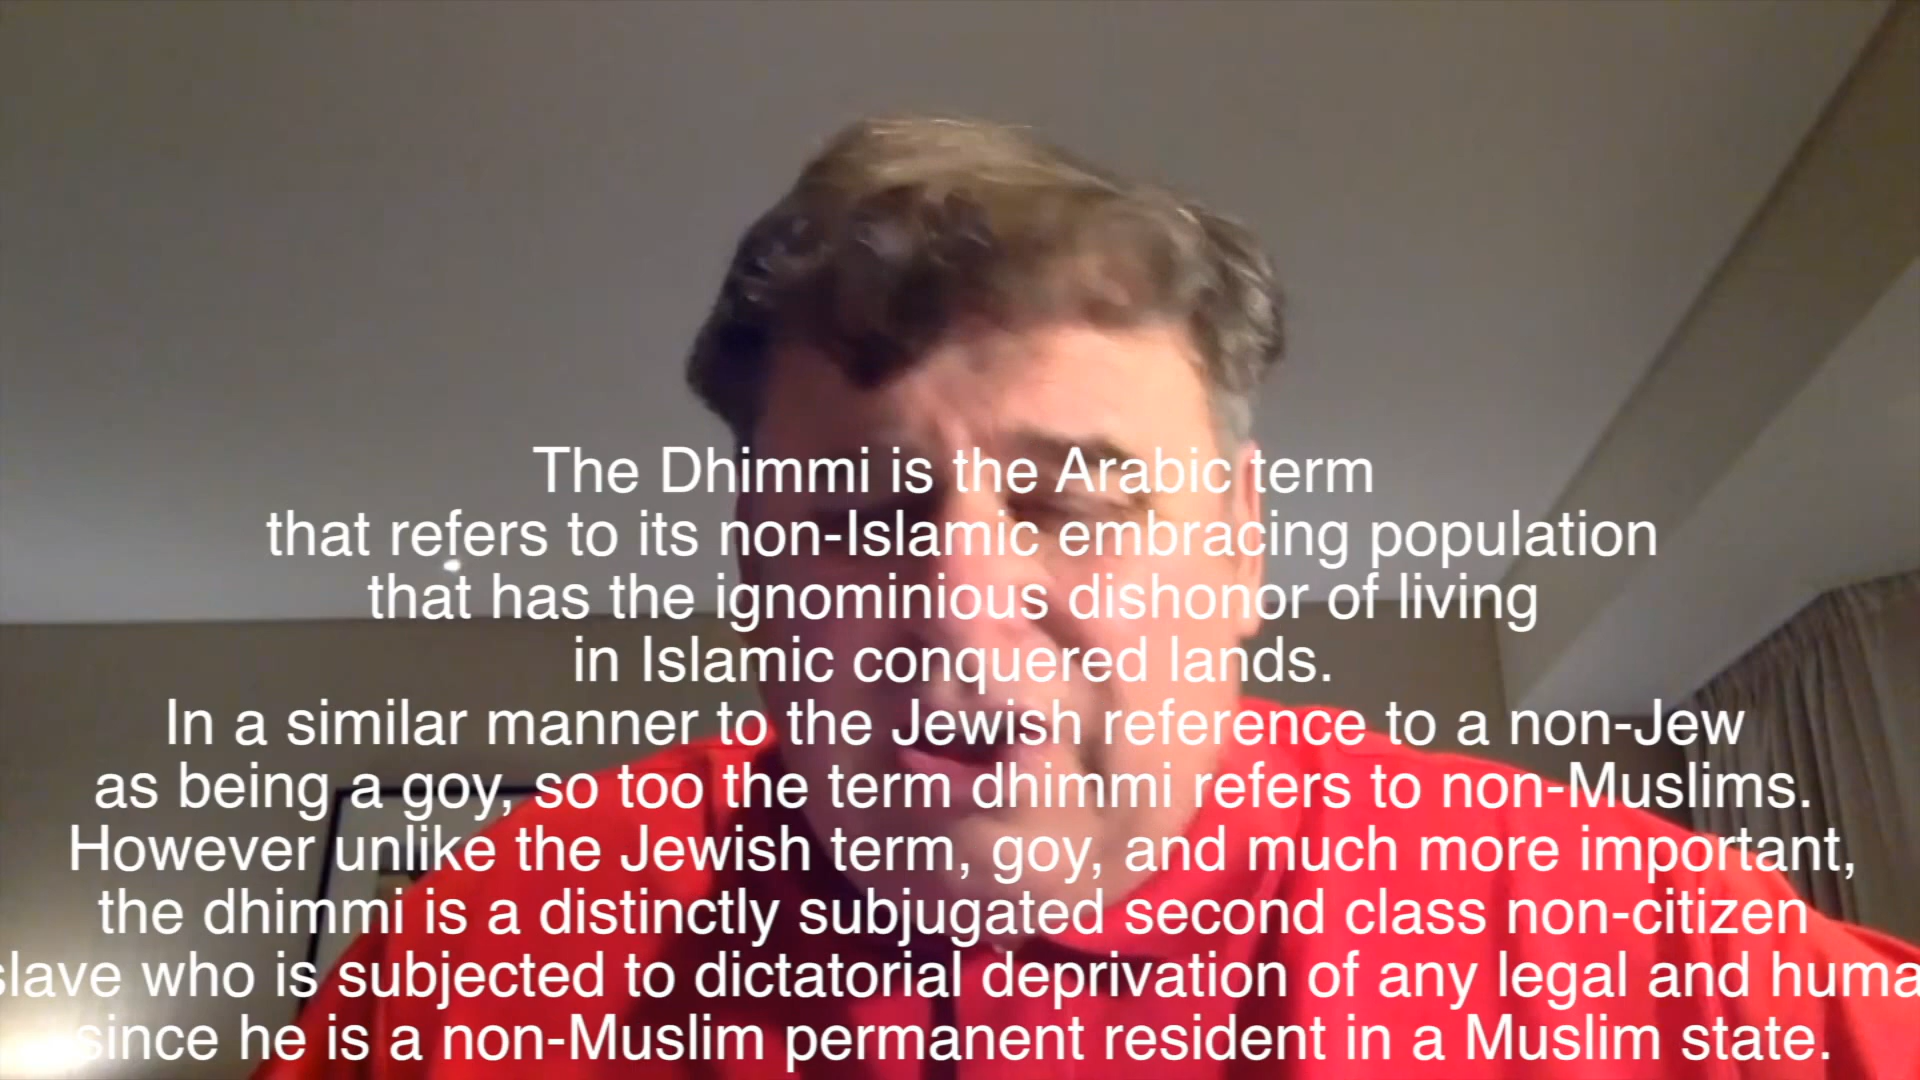 The Dhimmi is the Arabic term
that refers to its non-Islamic embracing population
that has the ignominious dishonor of living
in Islamic conquered lands.
In a similar manner to the Jewish reference to a non-Jew
as being a goy, so too the term dhimmi refers to non-Muslims.
However unlike the Jewish term, goy, and much more important,
the dhimmi is a distinctly subjugated second class non-citizen
slave who is subjected to dictatorial deprivation of any legal and huma
since he is a non-Muslim permanent resident in a Muslim state.